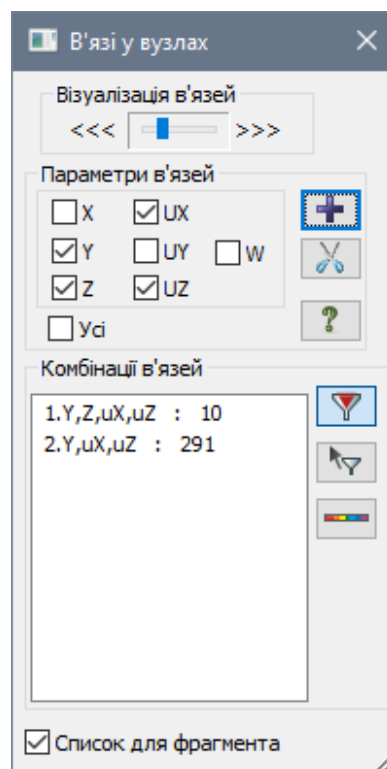 В'язі у вузлах
Візуалізація в'язей
<<< >>>
Параметри в'язей
X UX
Y UY W
Z UZ
Усі
Комбінації в'язей
1.Y,Z,uX,uZ : 10
2.Y,uX,uZ : 291
Список для фрагмента